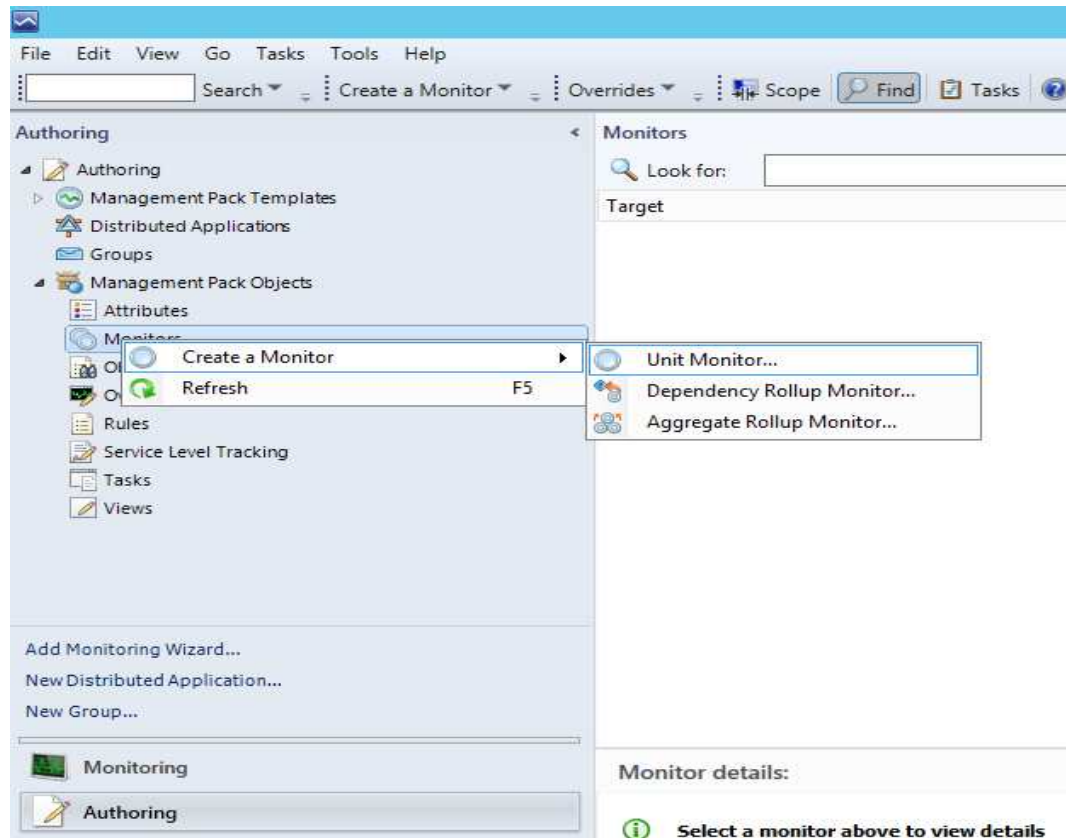 File Edit View Go Tasks Tools Help
Search Create a Monitor Overrides Scope Find Tasks
Authoring
Monitors
Authoring
Look for:
Management Pack Templates
Target
Distributed Applications
Groups
Management Pack Objects
Attributes
Monitors
Create a Monitor
Unit Monitor...
Refresh F5
Dependency Rollup Monitor...
Rules
Aggregate Rollup Monitor...
Service Level Tracking
Tasks
Views
Add Monitoring Wizard...
New Distributed Application...
New Group...
Monitoring
Monitor details:
Authoring
Select a monitor above to view details